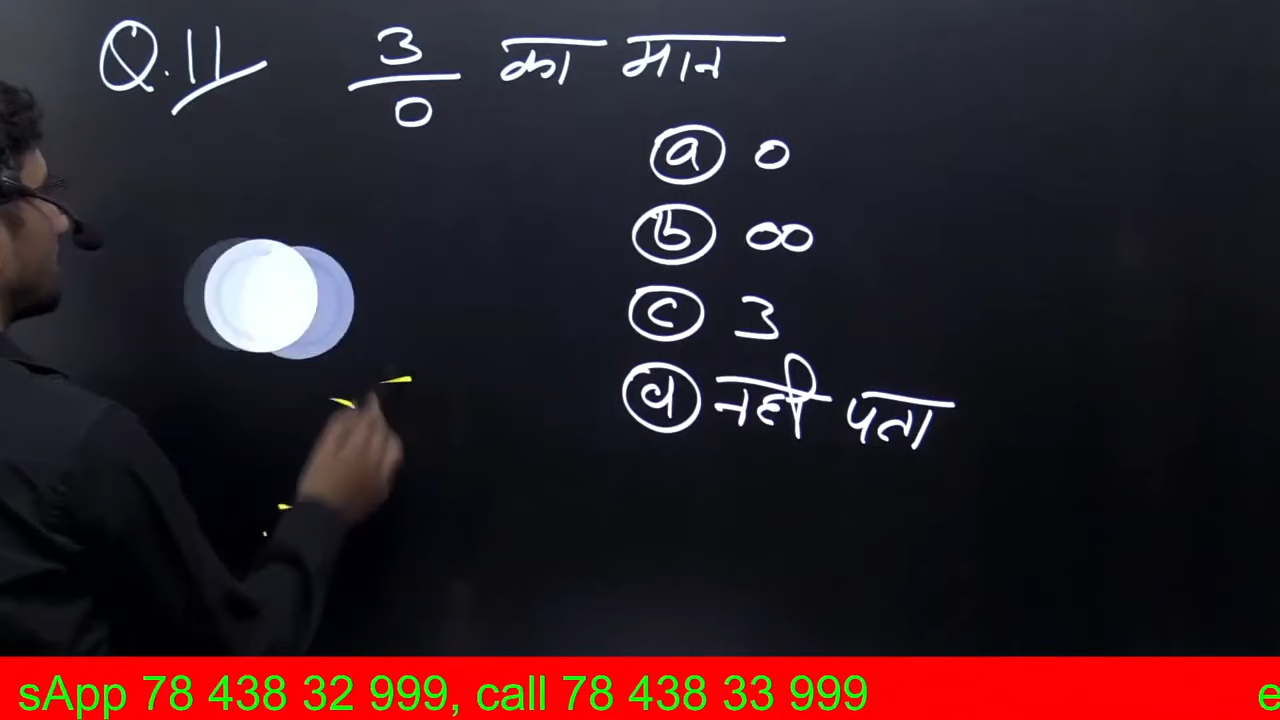 Q.11 3/0 का मान
a 0
b ∞
c 3
d नही पता
sApp 78 438 32 999, call 78 438 33 999 e